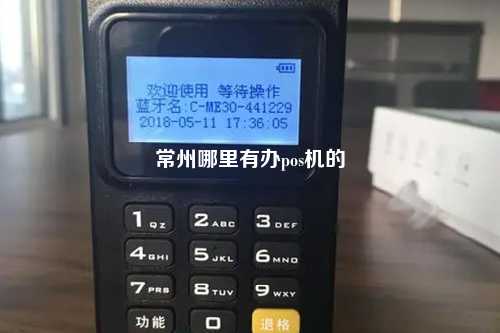 欢迎使用 等待操作
蓝牙名:C-ME30-441229
2018-05-11 17:36:05
常州哪里有办pos机的
1 QZ 2 ABC 3 DEF
4 GHI 5 JKL 6 MNO
7 PRS 8 TUV 9 WXY
功能 0 退格